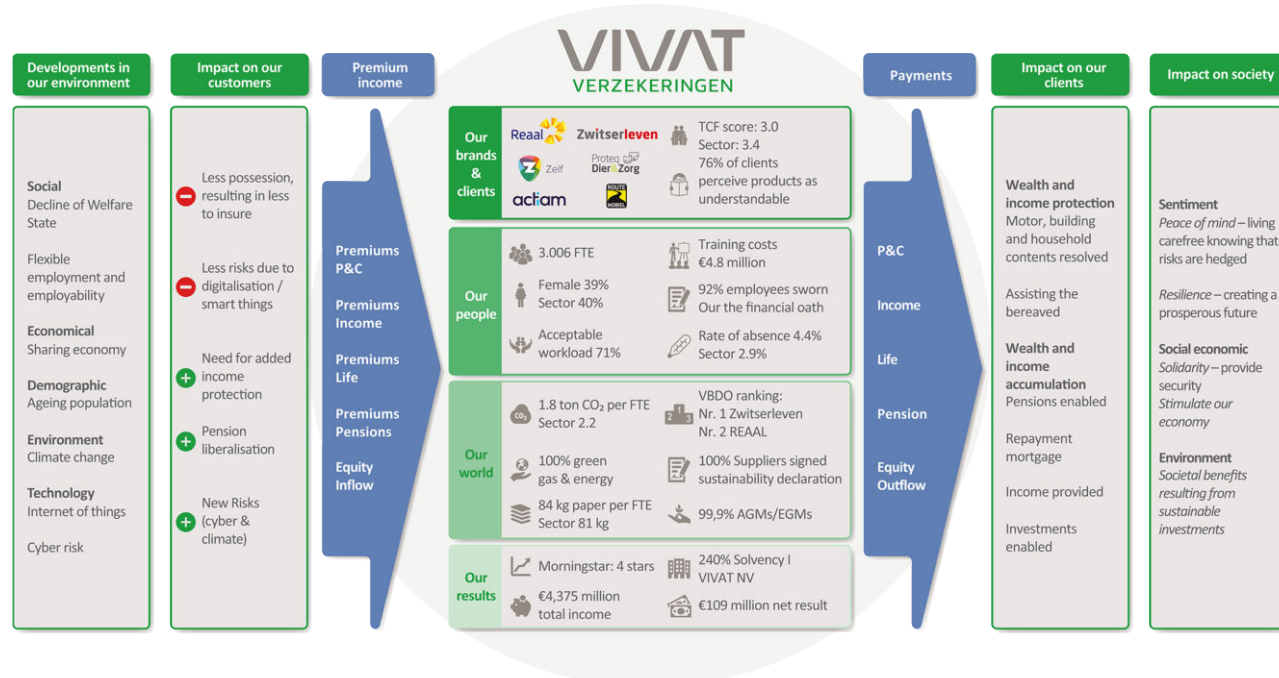 VIVAT
VERZEKERINGEN
Developments in
our environment
Social
Decline of Welfare
State
Flexible
employment and
employability
Economical
Sharing economy
Demographic
Ageing population
Environment
Climate change
Technology
Internet of things
Cyber risk
Impact on our
customers
Less possession,
resulting in less
to insure
Less risks due to
digitalisation /
smart things
Need for added
income
protection
Pension
liberalisation
New Risks
(cyber &
climate)
Premium
income
Premiums
P&C
Premiums
Income
Premiums
Life
Premiums
Pensions
Equity
Inflow
Our
brands
&
clients
Reaal
Zwitserleven
Z Zelf
Proteq
Dier&Zorg
actiam
ROUTE
MOBIEL
TCF score: 3.0
Sector: 3.4
76% of clients
perceive products as
understandable
Our
people
3.006 FTE
Female 39%
Sector 40%
Acceptable
workload 71%
Training costs
€4.8 million
92% employees sworn
Our the financial oath
Rate of absence 4.4%
Sector 2.9%
Our
world
CO₂
1.8 ton CO₂ per FTE
Sector 2.2
100% green
gas & energy
84 kg paper per FTE
Sector 81 kg
2 1 3
VBDO ranking:
Nr. 1 Zwitserleven
Nr. 2 REAAL
100% Suppliers signed
sustainability declaration
99,9% AGMs/EGMs
Our
results
Morningstar: 4 stars
€4,375 million
total income
240% Solvency I
VIVAT NV
€109 million net result
Payments
P&C
Income
Life
Pension
Equity
Outflow
Impact on our
clients
Wealth and
income protection
Motor, building
and household
contents resolved
Assisting the
bereaved
Wealth and
income
accumulation
Pensions enabled
Repayment
mortgage
Income provided
Investments
enabled
Impact on society
Sentiment
Peace of mind – living
carefree knowing that
risks are hedged
Resilience – creating a
prosperous future
Social economic
Solidarity – provide
security
Stimulate our
economy
Environment
Societal benefits
resulting from
sustainable
investments